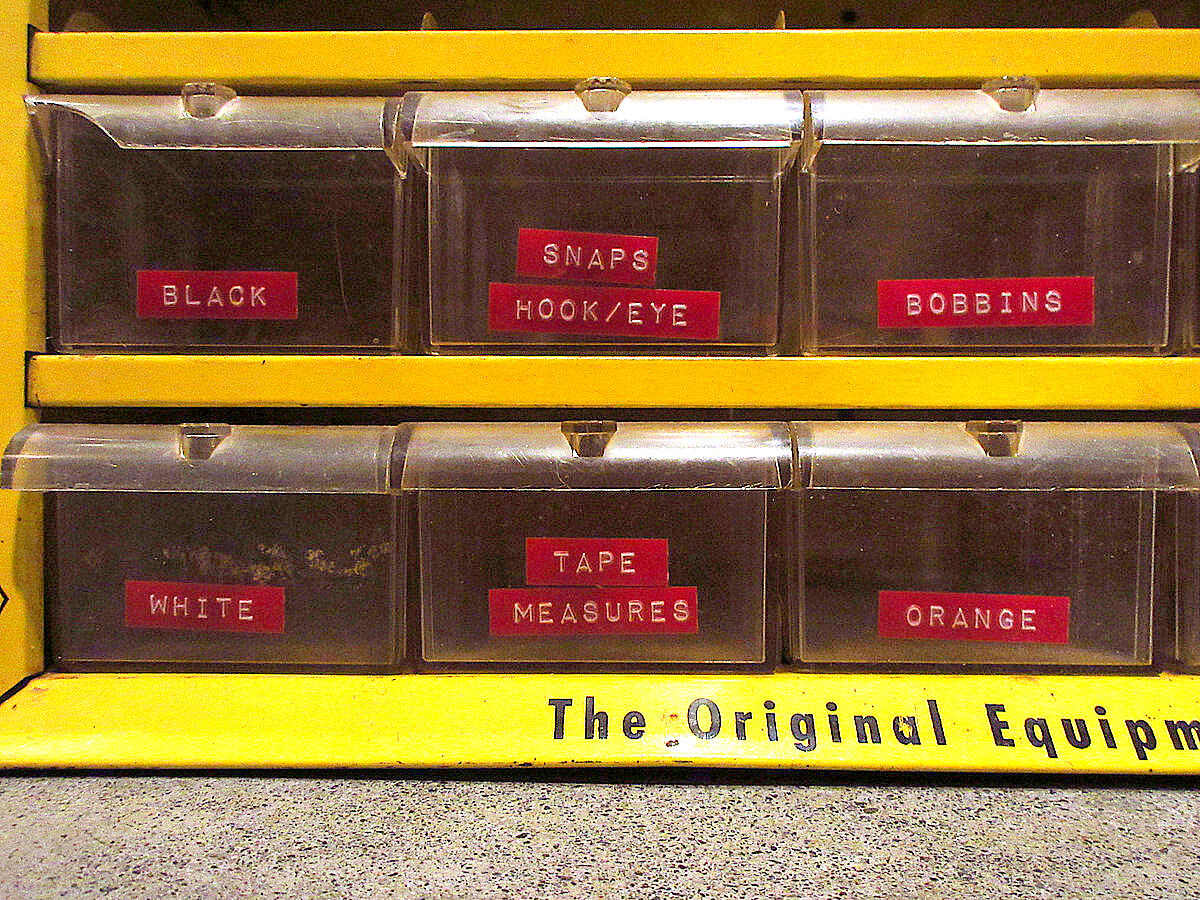 BLACK
SNAPS
HOOK/EYE
BOBBINS
WHITE
TAPE
MEASURES
ORANGE
The Original Equipm